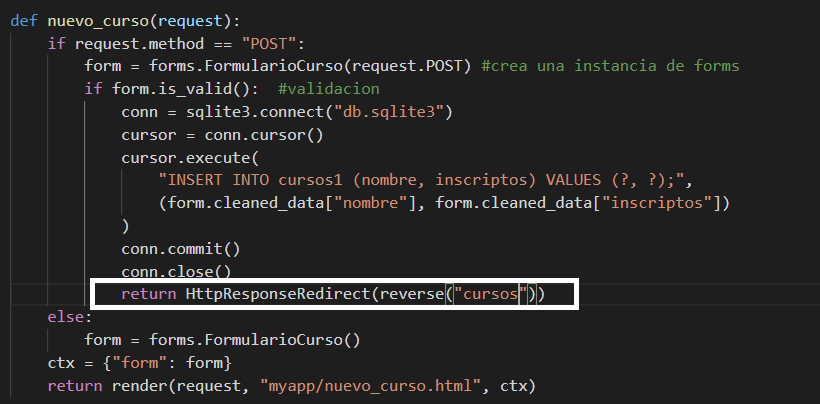 def nuevo_curso(request):
    if request.method == "POST":
        form = forms.FormularioCurso(request.POST) #crea una instancia de forms
        if form.is_valid():  #validacion
            conn = sqlite3.connect("db.sqlite3")
            cursor = conn.cursor()
            cursor.execute(
                "INSERT INTO cursos1 (nombre, inscriptos) VALUES (?, ?);",
                (form.cleaned_data["nombre"], form.cleaned_data["inscriptos"])
            )
            conn.commit()
            conn.close()
            return HttpResponseRedirect(reverse("cursos"))
    else:
        form = forms.FormularioCurso()
    ctx = {"form": form}
    return render(request, "myapp/nuevo_curso.html", ctx)